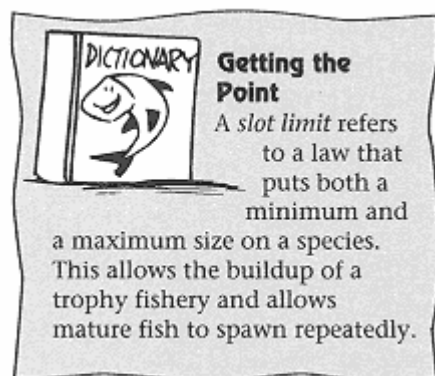 DICTIONARY
Getting the
Point
A slot limit refers
to a law that
puts both a
minimum and
a maximum size on a species.
This allows the buildup of a
trophy fishery and allows
mature fish to spawn repeatedly.